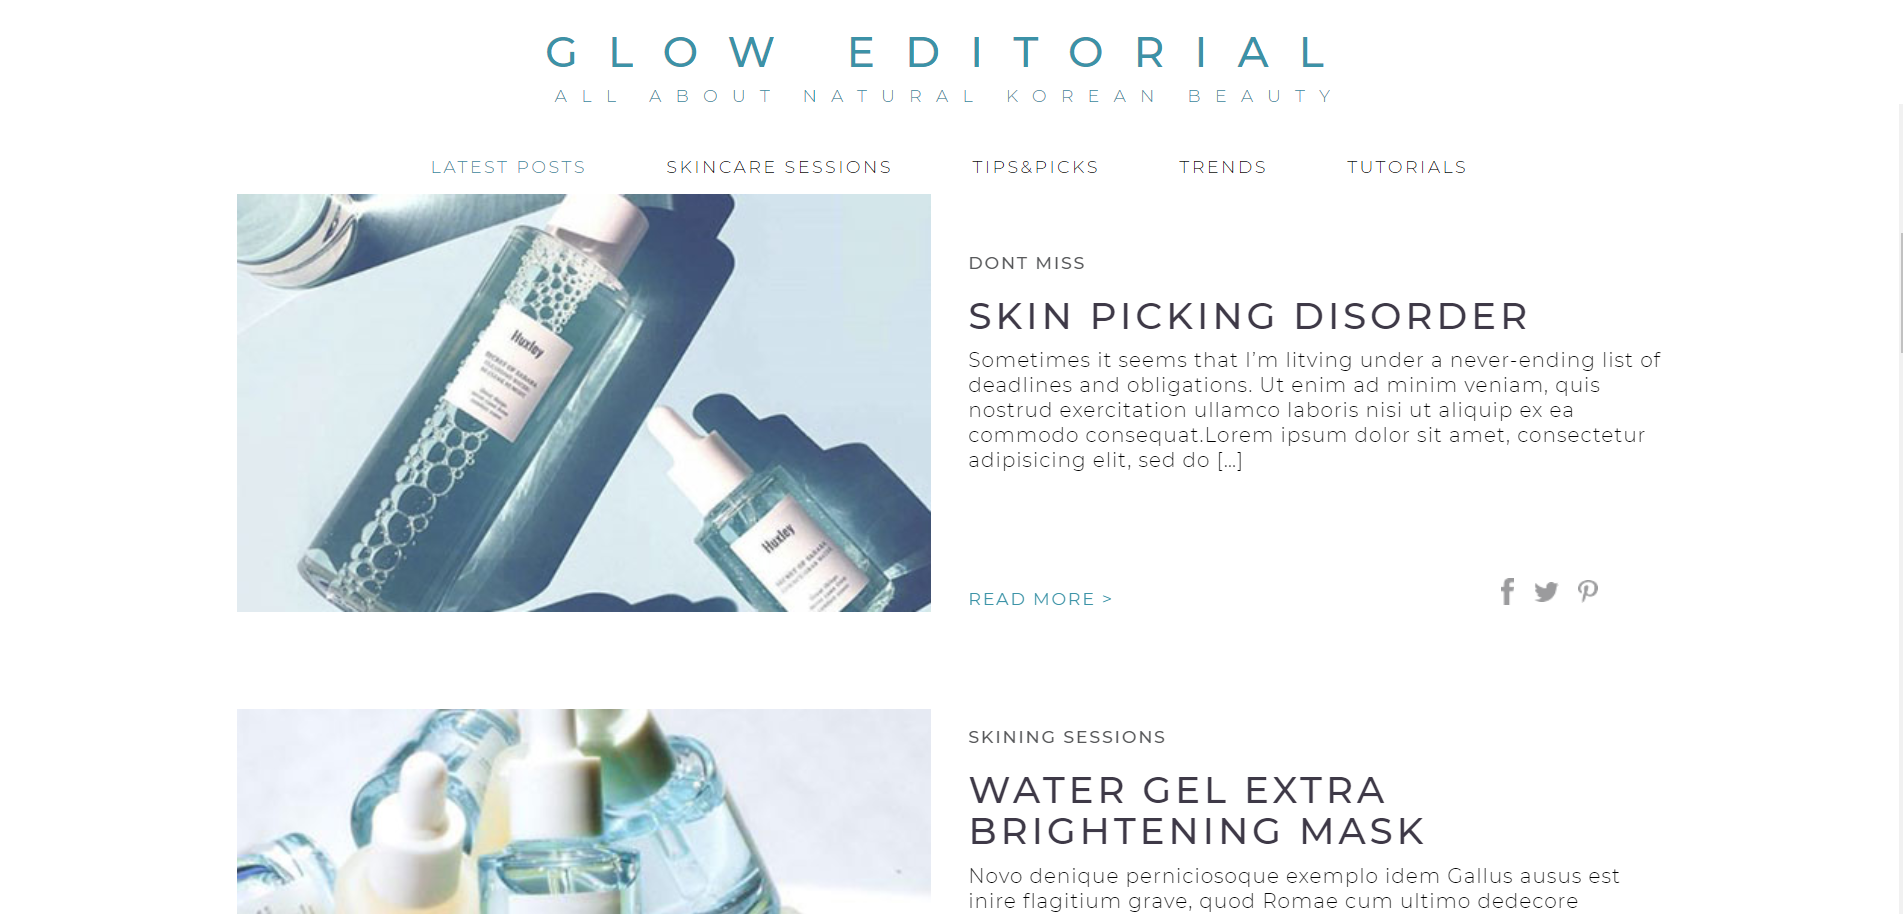 GLOW EDITORIAL
ALL ABOUT NATURAL KOREAN BEAUTY
LATEST POSTS SKINCARE SESSIONS TIPS&PICKS TRENDS TUTORIALS
Huxley
Huxley
DONT MISS
SKIN PICKING DISORDER
Sometimes it seems that I’m litving under a never-ending list of
deadlines and obligations. Ut enim ad minim veniam, quis
nostrud exercitation ullamco laboris nisi ut aliquip ex ea
commodo consequat.Lorem ipsum dolor sit amet, consectetur
adipisicing elit, sed do [...]
READ MORE >
SKINING SESSIONS
WATER GEL EXTRA
BRIGHTENING MASK
Novo denique perniciosoque exemplo idem Gallus ausus est
inire flagitium grave, quod Romae cum ultimo dedecore